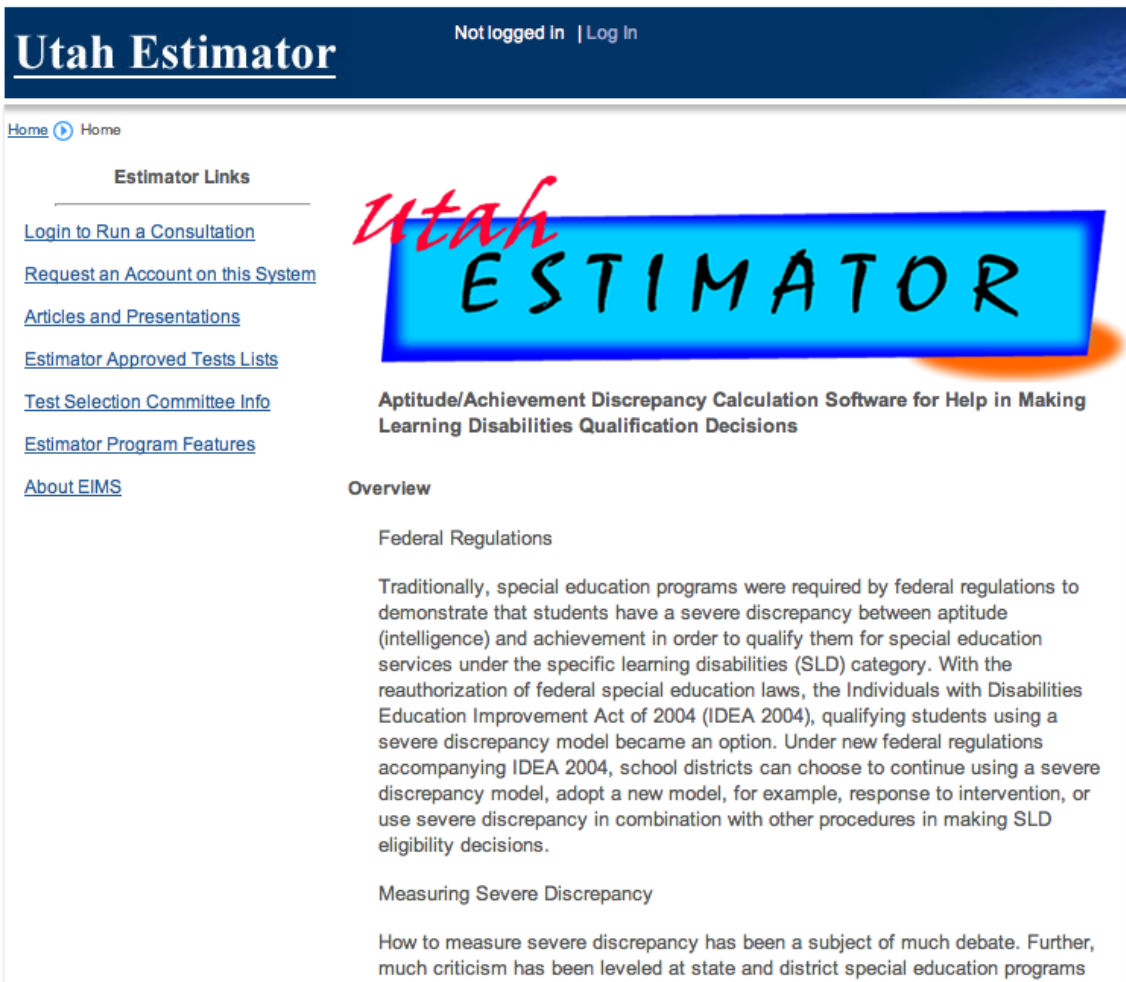 Utah Estimator
Not logged in | Log In
Home Home
Estimator Links
Login to Run a Consultation
Request an Account on this System
Articles and Presentations
Estimator Approved Tests Lists
Test Selection Committee Info
Estimator Program Features
About EIMS
Utah
ESTIMATOR
Aptitude/Achievement Discrepancy Calculation Software for Help in Making
Learning Disabilities Qualification Decisions
Overview
Federal Regulations
Traditionally, special education programs were required by federal regulations to
demonstrate that students have a severe discrepancy between aptitude
(intelligence) and achievement in order to qualify them for special education
services under the specific learning disabilities (SLD) category. With the
reauthorization of federal special education laws, the Individuals with Disabilities
Education Improvement Act of 2004 (IDEA 2004), qualifying students using a
severe discrepancy model became an option. Under new federal regulations
accompanying IDEA 2004, school districts can choose to continue using a severe
discrepancy model, adopt a new model, for example, response to intervention, or
use severe discrepancy in combination with other procedures in making SLD
eligibility decisions.
Measuring Severe Discrepancy
How to measure severe discrepancy has been a subject of much debate. Further,
much criticism has been leveled at state and district special education programs